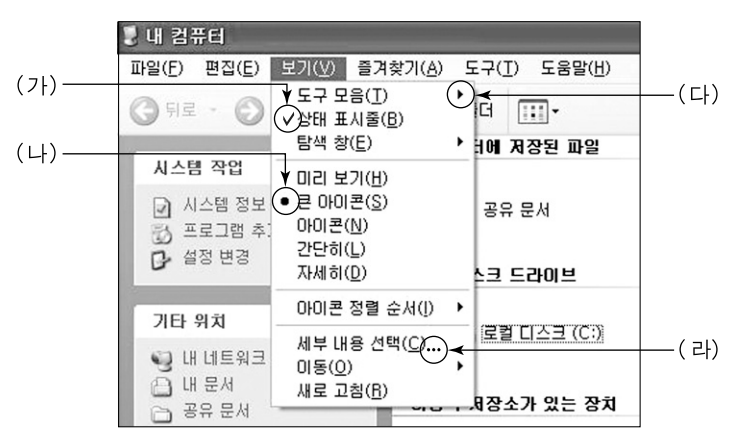 내 컴퓨터
파일(F) 편집(E) 보기(V) 즐겨찾기(A) 도구(T) 도움말(H)
(가)
도구 모음(T)
(다)
뒤로
상태 표시줄(B)
더
탐색 창(E)
터에 저장된 파일
(나)
시스템 작업
미리 보기(H)
시스템 정보
큰 아이콘(S)
공유 문서
프로그램 추
아이콘(N)
간단히(L)
설정 변경
자세히(D)
스크 드라이브
기타 위치
아이콘 정렬 순서(I)
로컬 디스크 (C:)
세부 내용 선택(C)...
(라)
내 네트워크
이동(O)
내 문서
새로 고침(R)
저장소가 있는 장치
공유 문서